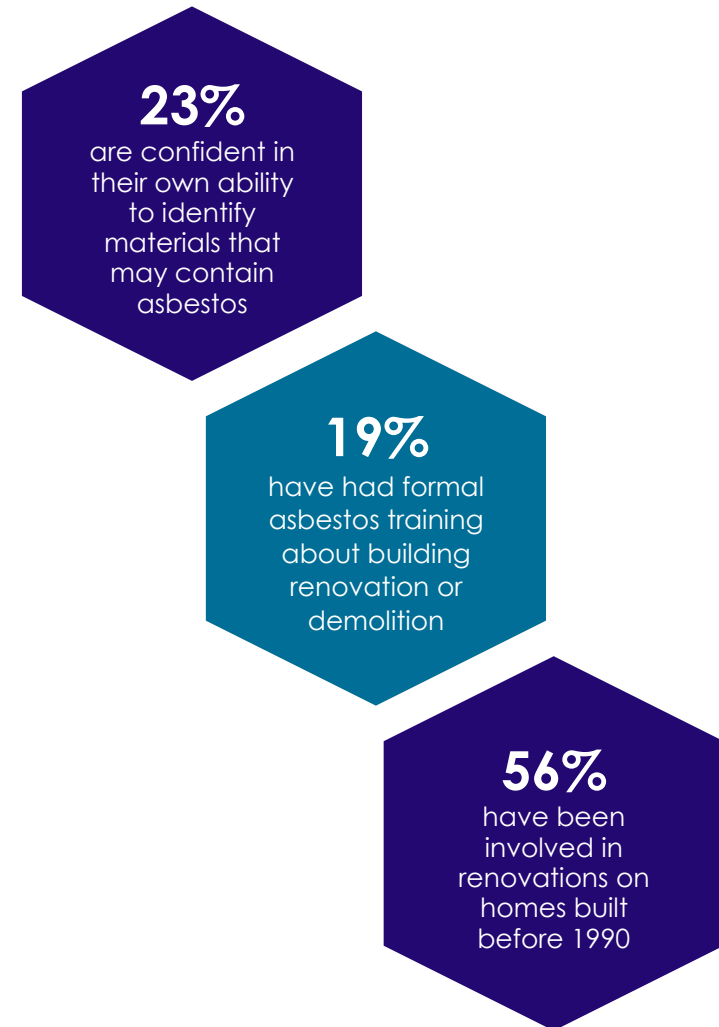 23%
are confident in
their own ability
to identify
materials that
may contain
asbestos
19%
have had formal
asbestos training
about building
renovation or
demolition
56%
have been
involved in
renovations on
homes built
before 1990